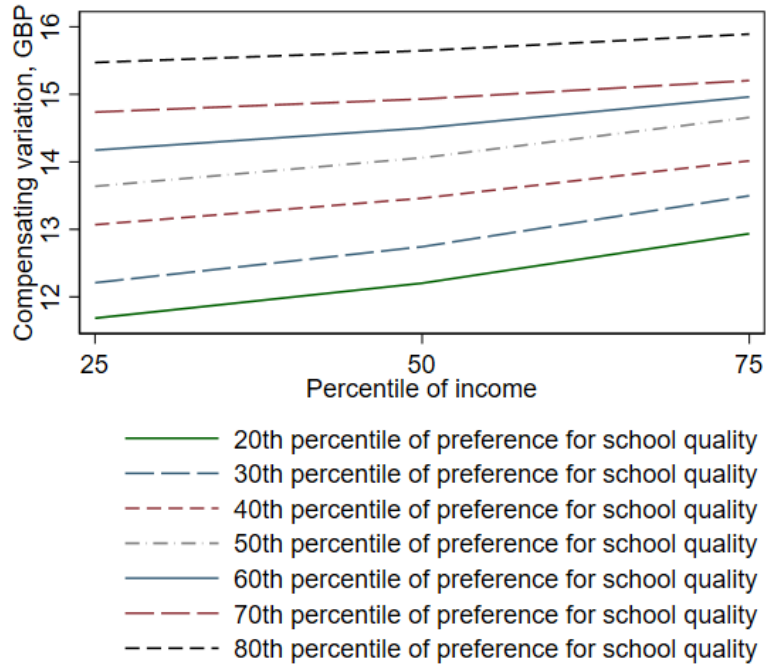 Compensating variation, GBP
16
15
14
13
12
25 50 75
Percentile of income
20th percentile of preference for school quality
30th percentile of preference for school quality
40th percentile of preference for school quality
50th percentile of preference for school quality
60th percentile of preference for school quality
70th percentile of preference for school quality
80th percentile of preference for school quality